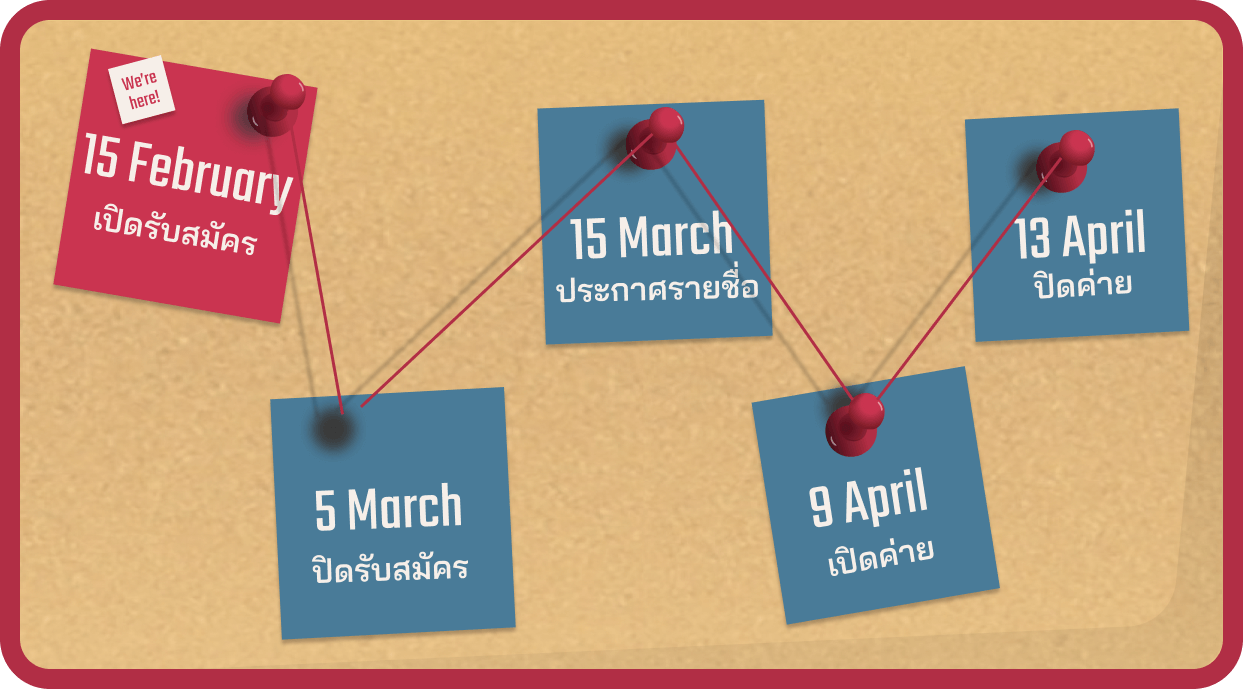 We're
here!
15 February
เปิดรับสมัคร
5 March
ปิดรับสมัคร
15 March
ประกาศรายชื่อ
9 April
เปิดค่าย
13 April
ปิดค่าย